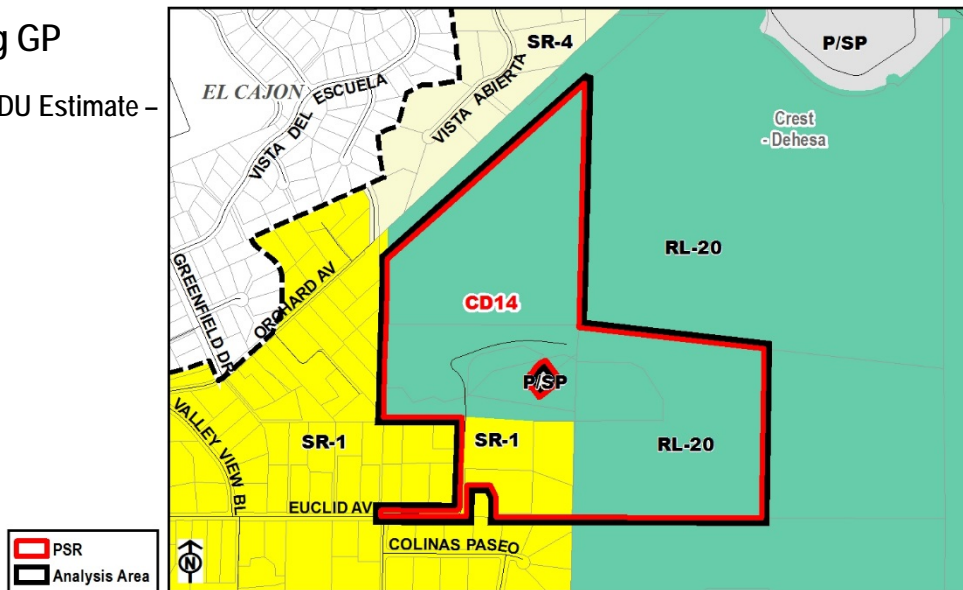 g GP
DU Estimate –
SR-4
P/SP
EL CAJON
VISTA DEL ESCUELA
VISTA ABIERTA
Crest
- Dehesa
RL-20
GREENFIELD DR
ORCHARD AV
CD14
P/SP
VALLEY VIEW BL
SR-1
SR-1
RL-20
EUCLID AV
COLINAS PASEO
PSR
Analysis Area
N